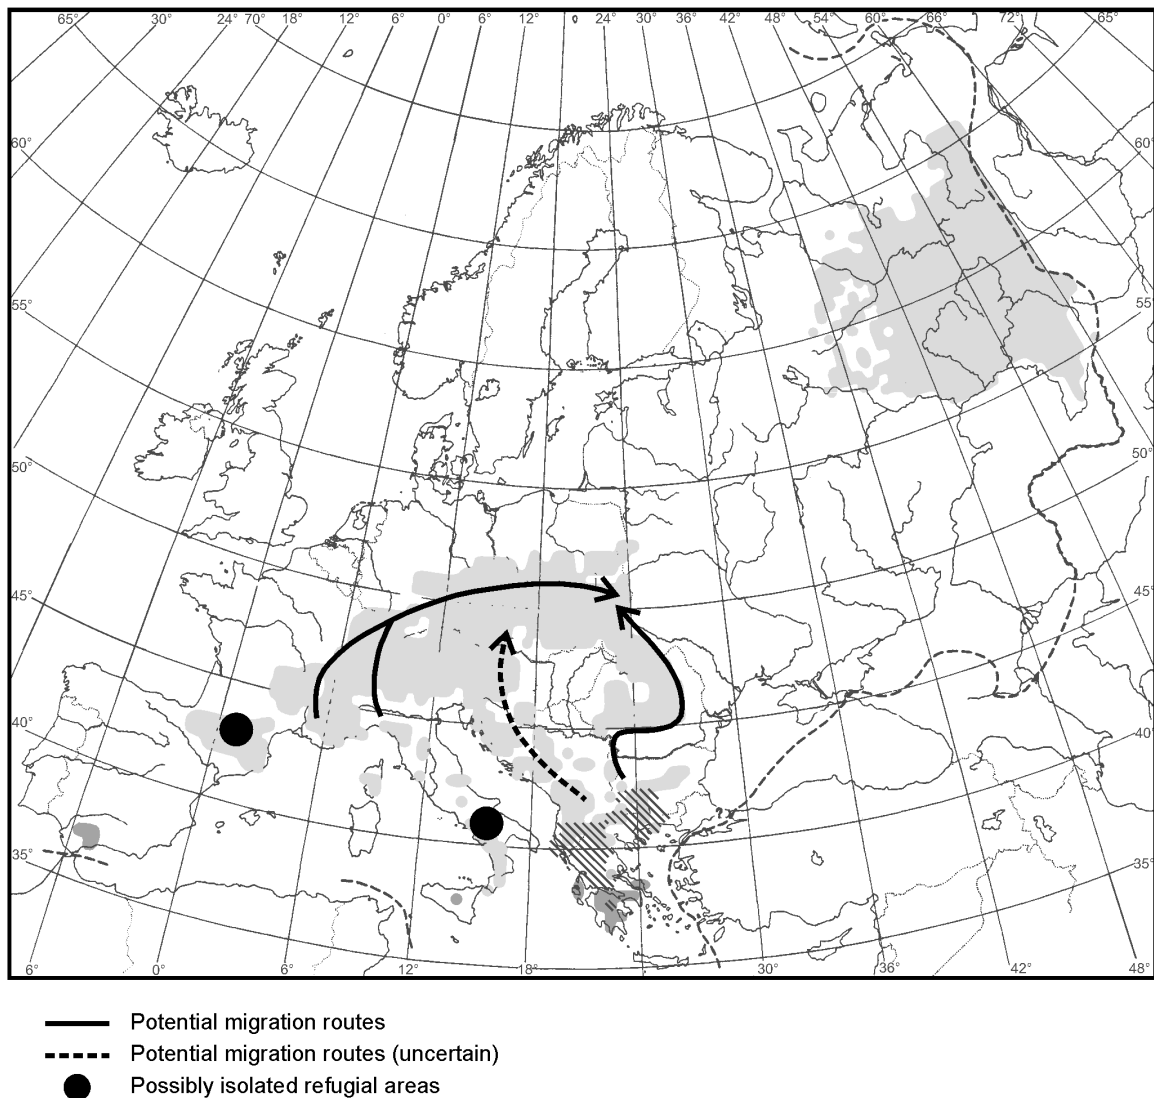 65° 30° 24° 70° 18° 12° 6° 0° 6° 12° 24° 30° 36° 42° 48° 54° 60° 66° 72° 65°
60° 60°
55° 55°
50° 50°
45° 45°
40° 40°
35° 35°
6° 0° 6° 12° 18° 24° 30° 36° 42° 48°
Potential migration routes
Potential migration routes (uncertain)
Possibly isolated refugial areas